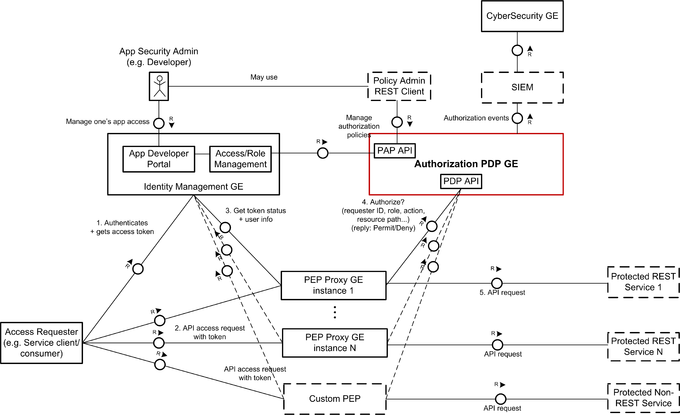 CyberSecurity GE
R
App Security Admin
(e.g. Developer)
May use
Policy Admin
REST Client
SIEM
Manage one's app access
R
Manage
authorization
policies
R
Authorization events
R
App Developer
Portal
Access/Role
Management
Identity Management GE
R
PAP API
Authorization PDP GE
PDP API
1. Authenticates
+ gets access token
3. Get token status
+ user info
4. Authorize?
(requester ID, role, action,
resource path...)
(reply: Permit/Deny)
R
R
R
R
R
R
R
PEP Proxy GE
instance 1
R
5. API request
Protected REST
Service 1
R
Access Requester
(e.g. Service client/
consumer)
R
2. API access request
with token
PEP Proxy GE
instance N
R
API request
Protected REST
Service N
R
API access request
with token
Custom PEP
R
API request
Protected Non-
REST Service